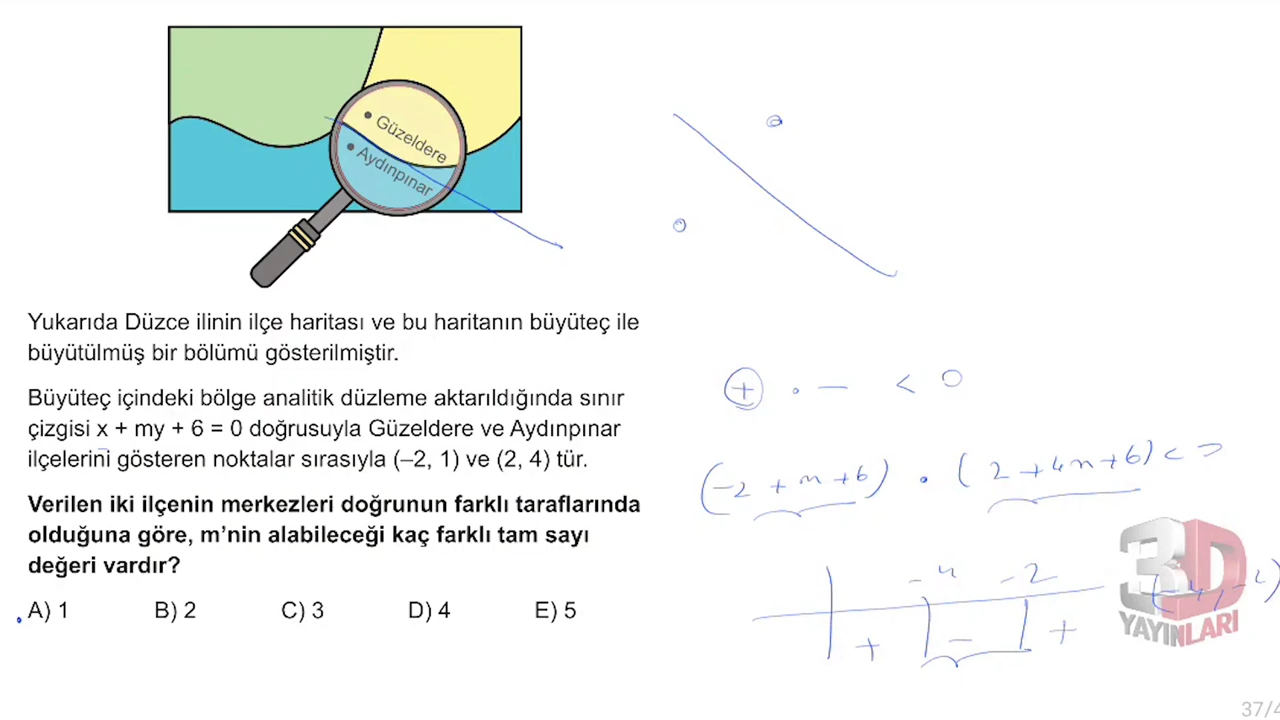 Güzeldere
Aydınpınar
Yukarıda Düzce ilinin ilçe haritası ve bu haritanın büyüteç ile
büyütülmüş bir bölümü gösterilmiştir.
Büyüteç içindeki bölge analitik düzleme aktarıldığında sınır
çizgisi x + my + 6 = 0 doğrusuyla Güzeldere ve Aydınpınar
ilçelerini gösteren noktalar sırasıyla (–2, 1) ve (2, 4) tür.
Verilen iki ilçenin merkezleri doğrunun farklı taraflarında
olduğuna göre, m’nin alabileceği kaç farklı tam sayı
değeri vardır?
A) 1 B) 2 C) 3 D) 4 E) 5
+ . – < 0
(-2 + m + 6) . (2 + 4m + 6) <
-4 -2
+ – +
3D
YAYINLARI
37/4